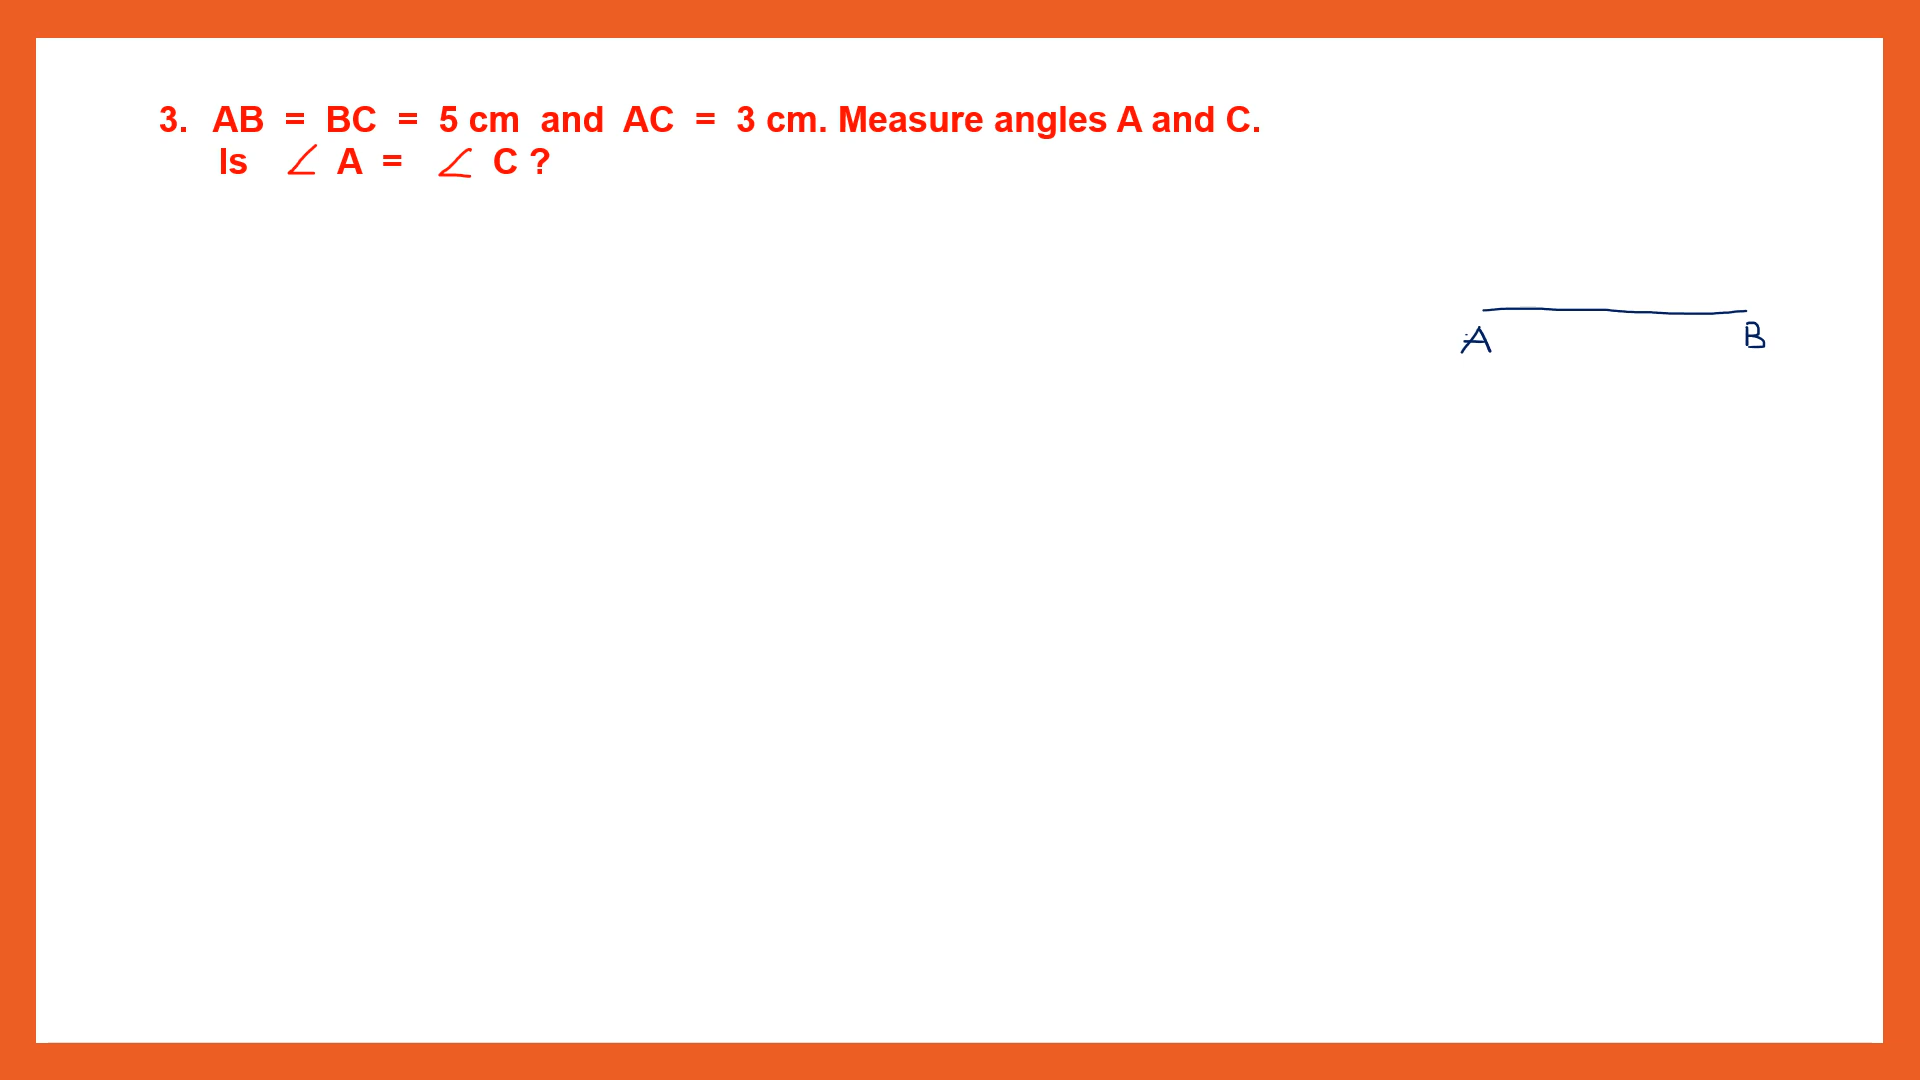 3. AB = BC = 5 cm and AC = 3 cm. Measure angles A and C.
Is ∠ A = ∠ C ?
A B